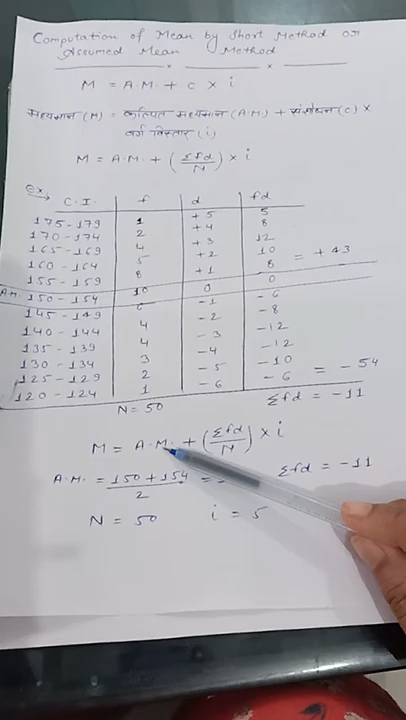 Computation of Mean by Short Method or
Assumed Mean Method
M = A.M. + C × i
मध्यमान (M) = कल्पित मध्यमान (A.M.) + संशोधन (C) ×
वर्ग विस्तार (i)
M = A.M. + (Σfd/N) × i
ex. C.I. f d fd
175 - 179 1 +5 5
170 - 174 2 +4 8
165 - 169 4 +3 12
160 - 164 5 +2 10 = +43
155 - 159 8 +1 8
A.M. 150 - 154 10 0 0
145 - 149 6 -1 -6
140 - 144 4 -2 -8
135 - 139 4 -3 -12
130 - 134 3 -4 -12
125 - 129 2 -5 -10 = -54
120 - 124 1 -6 -6
N = 50 Σfd = -11
M = A.M. + (Σfd/N) × i
A.M. = 150 + 154 / 2 = Σfd = -11
N = 50 i = 5